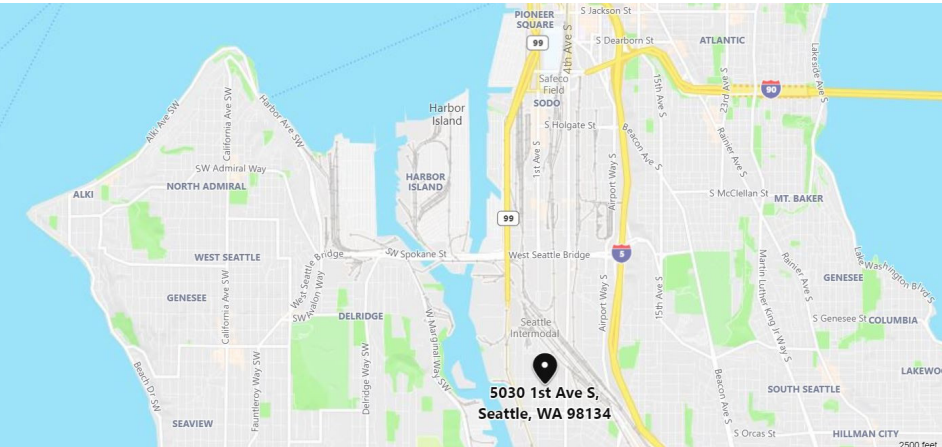 S Jackson St
PIONEER
SQUARE
99
4th Ave S
S Dearborn St
ATLANTIC
Lakeside Ave S
Safeco
Field
SODO
15th Ave S
23rd Ave S
90
Alki Ave SW
California Ave SW
Harbor Ave SW
Harbor
Island
S Holgate St
1st Ave S
Beacon Ave S
Rainier Ave S
SW Admiral Way
NORTH ADMIRAL
ALKI
HARBOR
ISLAND
Airport Way S
S McClellan St
MT. BAKER
99
WEST SEATTLE
West Seattle Bridge
SW Spokane St
West Seattle Bridge
5
Lake Washington Blvd S
GENESEE
California Ave SW
SW Avalon Way
DELRIDGE
W Marginal Way SW
Airport Way S
15th Ave S
Martin Luther King Jr Way S
Rainier Ave S
GENESEE
S Genesee St
COLUMBIA
Seattle
Intermodal
Beach Dr SW
Fauntleroy Way SW
Delridge Way SW
5030 1st Ave S,
Seattle, WA 98134
Beacon Ave S
SOUTH SEATTLE
LAKEWO
SEAVIEW
S Orcas St
HILLMAN CITY
2500 feet